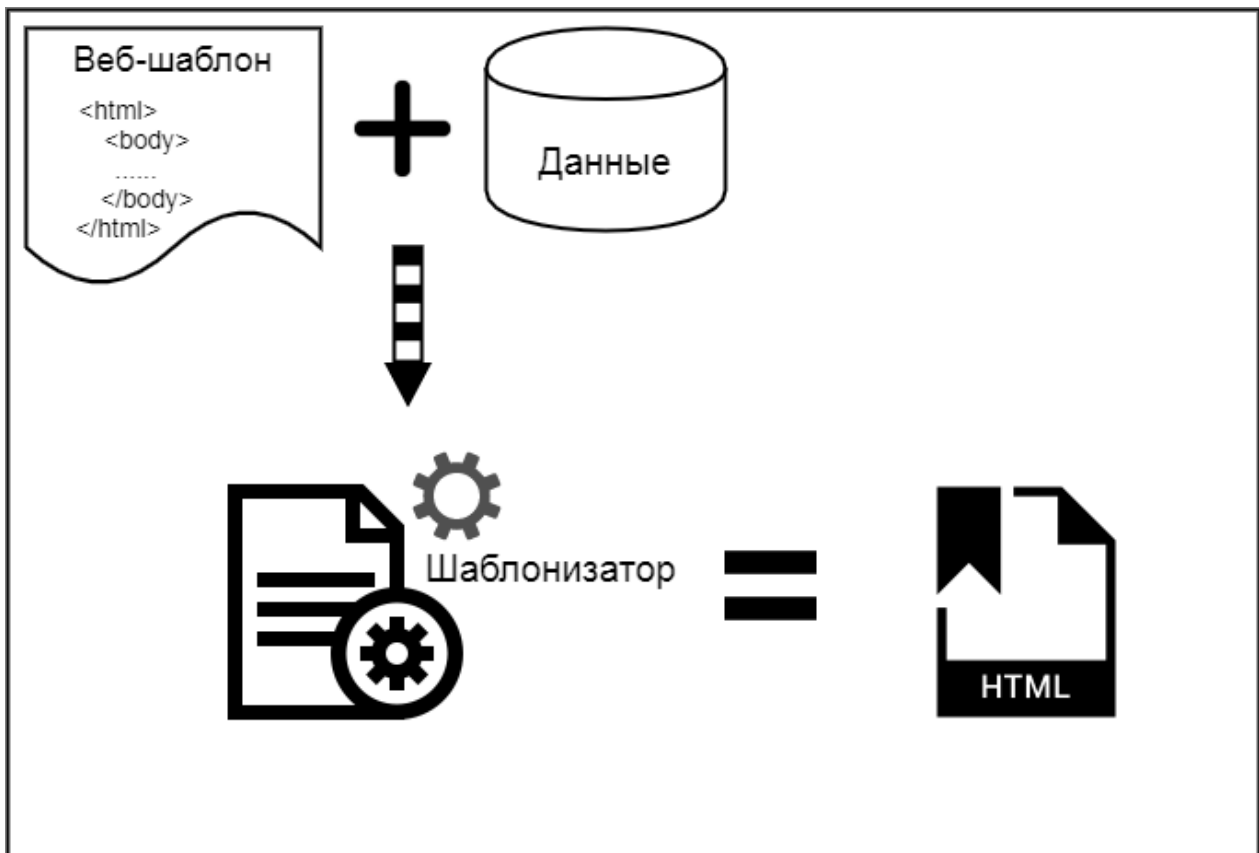 Веб-шаблон
<html>
<body>
......
</body>
</html>
Данные
Шаблонизатор
HTML